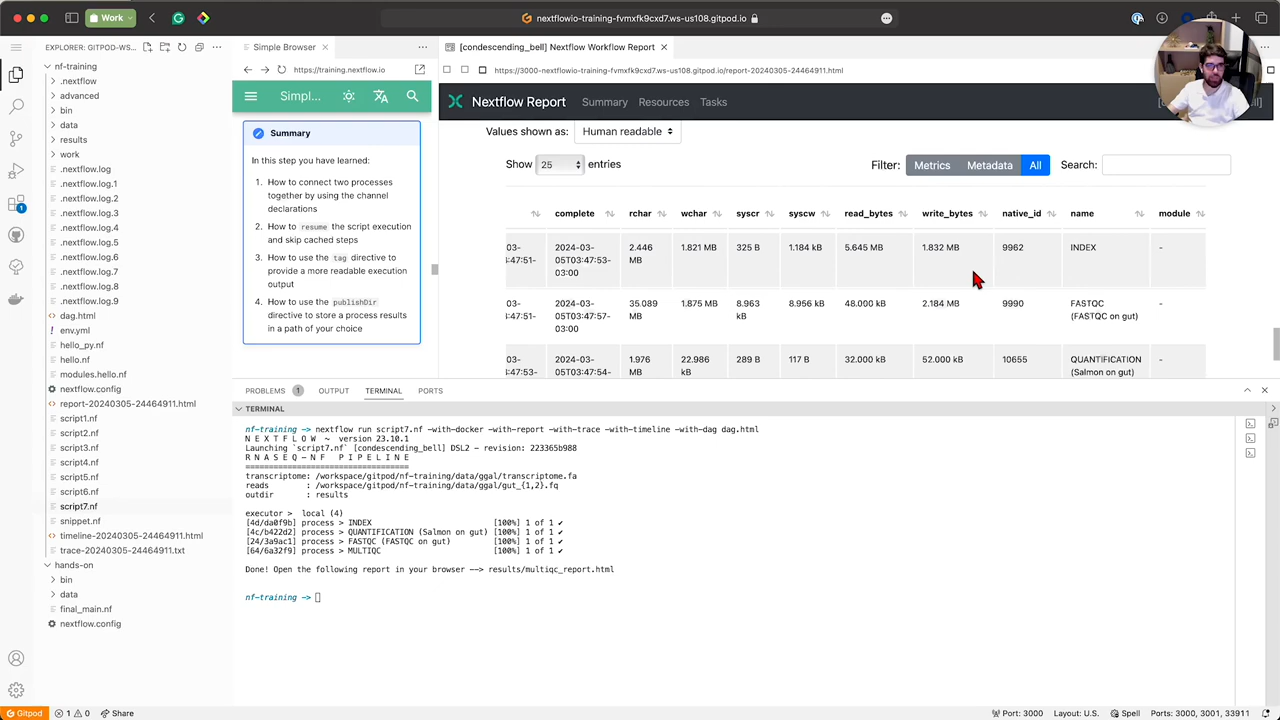 Work
nextflowio-training-fvmxfk9cxd7.ws-us108.gitpod.io
EXPLORER: GITPOD-WS...
nf-training
.nextflow
advanced
bin
data
results
work
.nextflow.log
.nextflow.log.1
.nextflow.log.2
.nextflow.log.3
.nextflow.log.4
.nextflow.log.5
.nextflow.log.6
.nextflow.log.7
.nextflow.log.8
.nextflow.log.9
dag.html
env.yml
hello_py.nf
hello.nf
modules.hello.nf
nextflow.config
report-20240305-24464911.html
script1.nf
script2.nf
script3.nf
script4.nf
script5.nf
script6.nf
script7.nf
snippet.nf
timeline-20240305-24464911.html
trace-20240305-24464911.txt
hands-on
bin
data
final_main.nf
nextflow.config
1
Simple Browser
https://training.nextflow.io
Simpl...
Summary
In this step you have learned:
1. How to connect two processes
together by using the channel
declarations
2. How to resume the script execution
and skip cached steps
3. How to use the tag directive to
provide a more readable execution
output
4. How to use the publishDir
directive to store a process results
in a path of your choice
[condescending_bell] Nextflow Workflow Report
https://3000-nextflowio-training-fvmxfk9cxd7.ws-us108.gitpod.io/report-20240305-24464911.html
Nextflow Report Summary Resources Tasks
Values shown as: Human readable
Show 25 entries
Filter: Metrics Metadata All Search:
complete rchar wchar syscr syscw read_bytes write_bytes native_id name module
03- 2024-03- 2.446 1.821 MB 325 B 1.184 kB 5.645 MB 1.832 MB 9962 INDEX -
:47:51- 05T03:47:53- MB
03:00
03- 2024-03- 35.089 1.875 MB 8.963 8.956 kB 48.000 kB 2.184 MB 9990 FASTQC -
:47:51- 05T03:47:57- MB kB (FASTQC on gut)
03:00
03- 2024-03- 1.976 22.986 289 B 117 B 32.000 kB 52.000 kB 10655 QUANTIFICATION -
:47:53- 05T03:47:54- MB kB (Salmon on gut)
PROBLEMS 1 OUTPUT TERMINAL PORTS
TERMINAL
nf-training -> nextflow run script7.nf -with-docker -with-report -with-trace -with-timeline -with-dag dag.html
N E X T F L O W ~ version 23.10.1
Launching `script7.nf` [condescending_bell] DSL2 - revision: 223365b988
R N A S E Q - N F P I P E L I N E
===================================
transcriptome: /workspace/gitpod/nf-training/data/ggal/transcriptome.fa
reads : /workspace/gitpod/nf-training/data/ggal/gut_{1,2}.fq
outdir : results
executor > local (4)
[4d/da0f9b] process > INDEX [100%] 1 of 1 ✔
[4c/b422d2] process > QUANTIFICATION (Salmon on gut) [100%] 1 of 1 ✔
[24/3a9ac1] process > FASTQC (FASTQC on gut) [100%] 1 of 1 ✔
[64/6a32f9] process > MULTIQC [100%] 1 of 1 ✔
Done! Open the following report in your browser --> results/multiqc_report.html
nf-training ->
Gitpod 1 0 Share
Port: 3000 Layout: U.S. Spell Ports: 3000, 3001, 33911